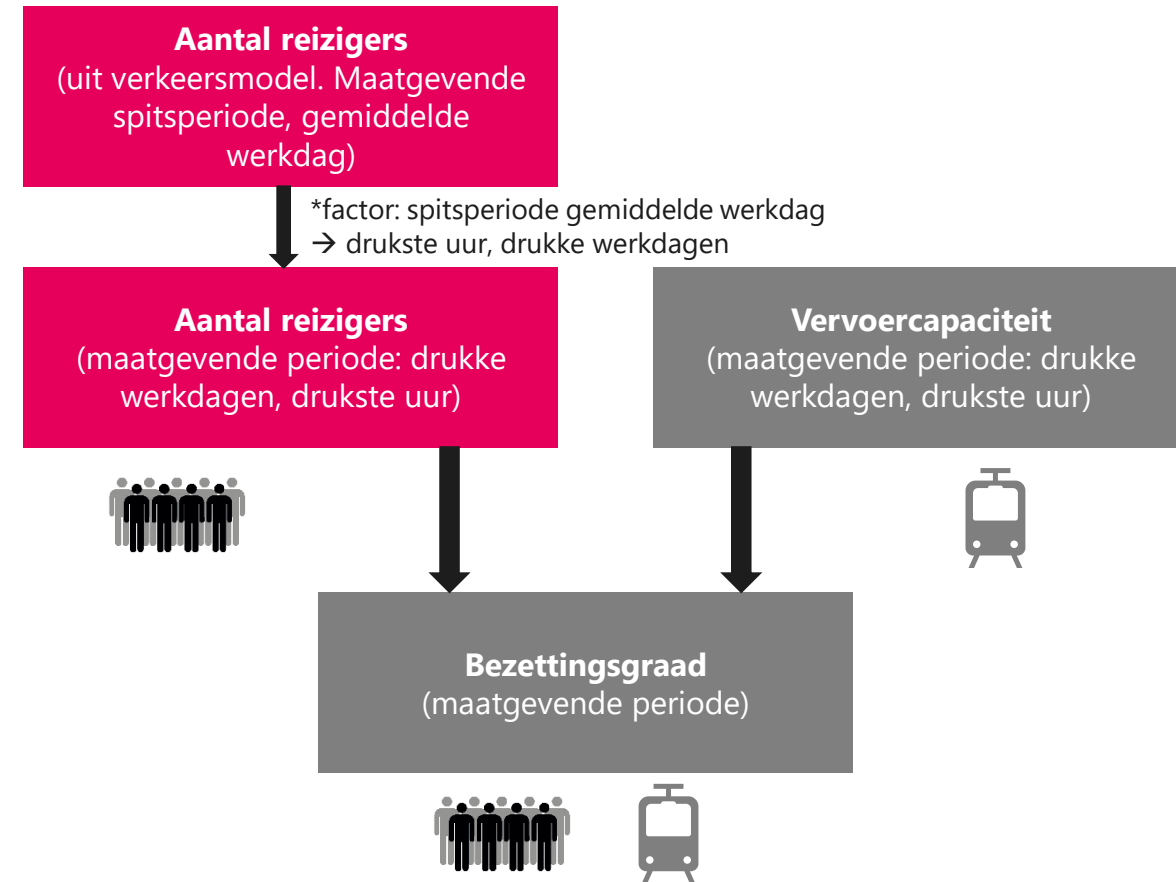 Aantal reizigers
(uit verkeersmodel. Maatgevende
spitsperiode, gemiddelde
werkdag)
*factor: spitsperiode gemiddelde werkdag
→ drukste uur, drukke werkdagen
Aantal reizigers
(maatgevende periode: drukke
werkdagen, drukste uur)
Vervoercapaciteit
(maatgevende periode: drukke
werkdagen, drukste uur)
Bezettingsgraad
(maatgevende periode)